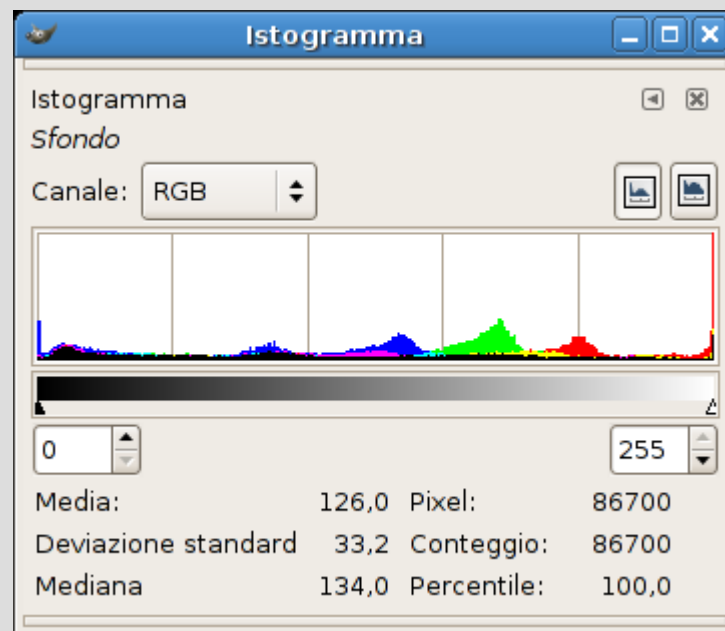 Istogramma
Istogramma
Sfondo
Canale: RGB
0 255
Media: 126,0 Pixel: 86700
Deviazione standard 33,2 Conteggio: 86700
Mediana 134,0 Percentile: 100,0